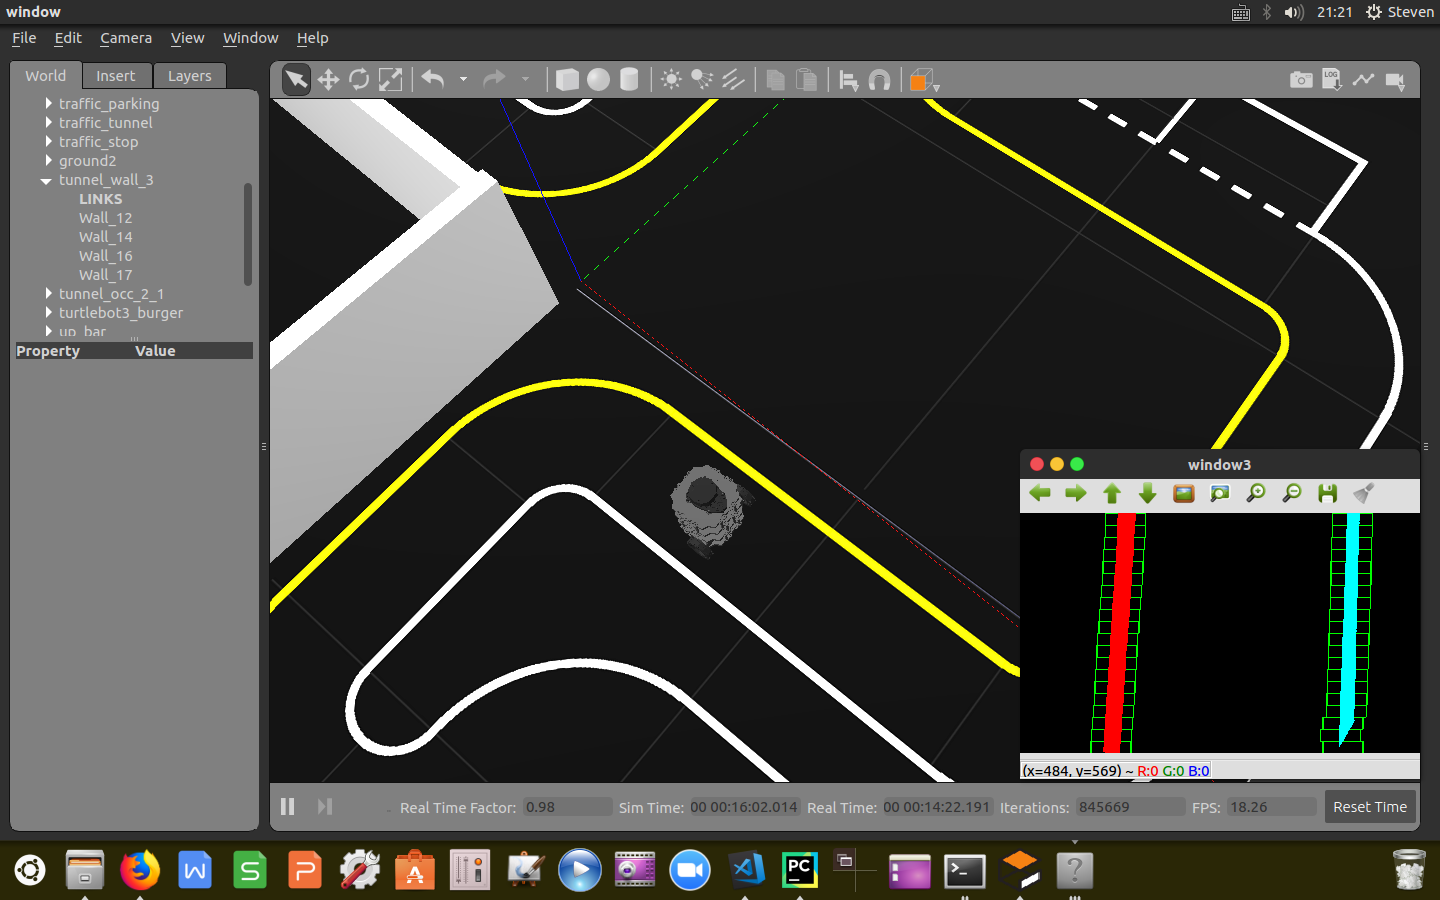 window
21:21
Steven
File Edit Camera View Window Help
World Insert Layers
traffic_parking
traffic_tunnel
traffic_stop
ground2
tunnel_wall_3
LINKS
Wall_12
Wall_14
Wall_16
Wall_17
tunnel_occ_2_1
turtlebot3_burger
up_bar
Property Value
LOG
window3
(x=484, y=569) ~ R:0 G:0 B:0
Real Time Factor: 0.98 Sim Time: 00 00:16:02.014 Real Time: 00 00:14:22.191 Iterations: 845669 FPS: 18.26 Reset Time
W
S
P
A
PC
?